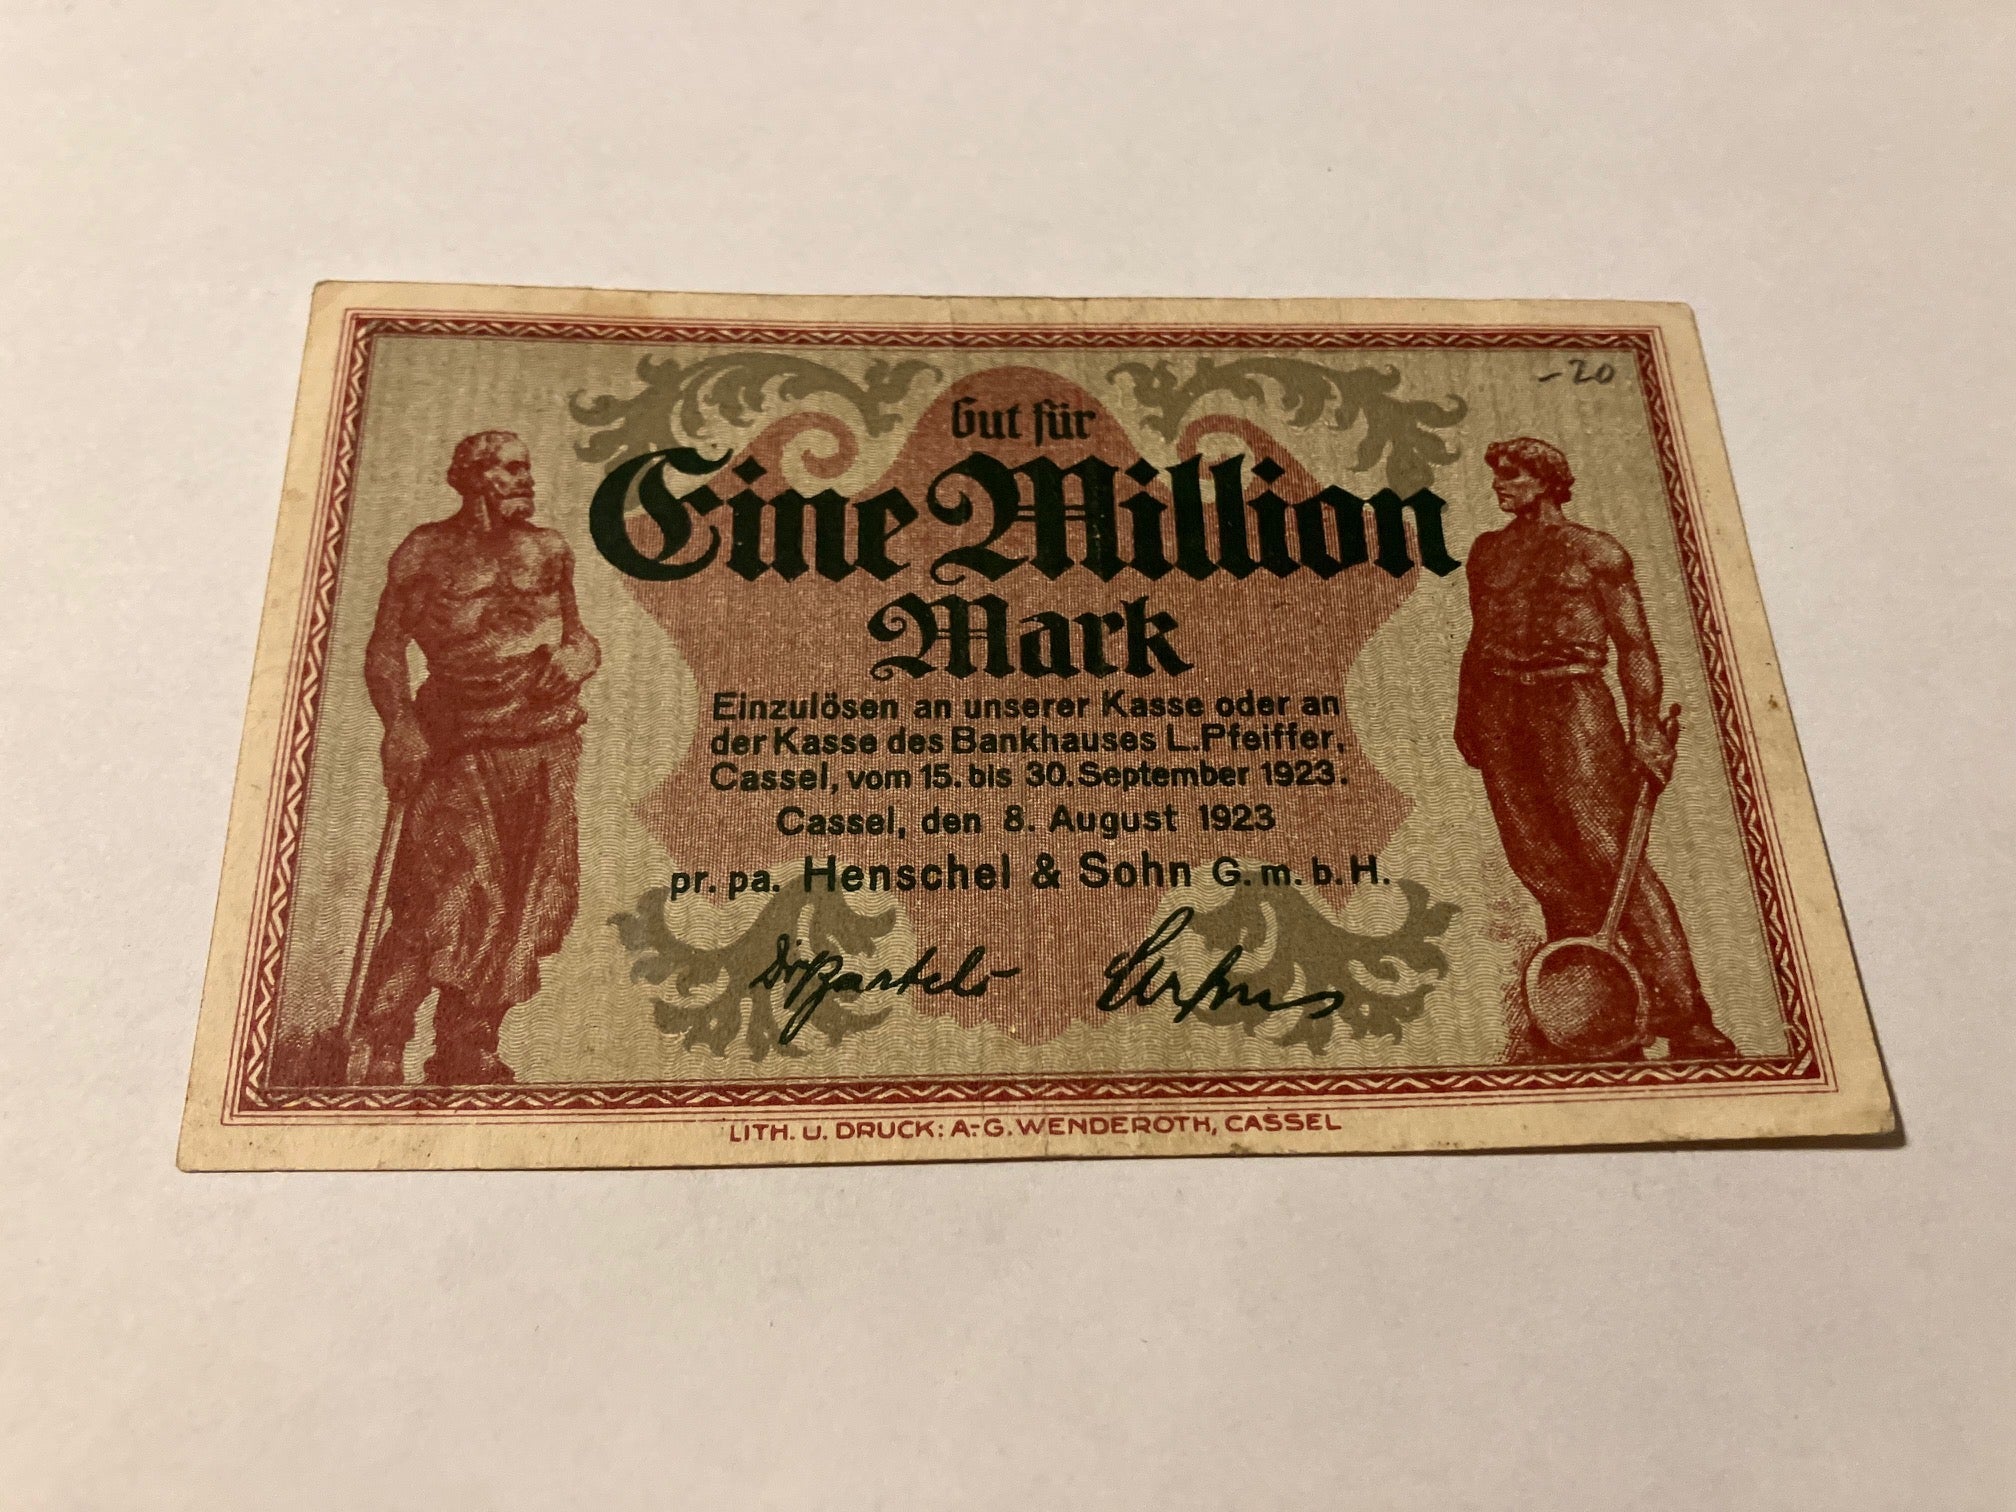 -20
Gut für
Eine Million
Mark
Einzulösen an unserer Kasse oder an
der Kasse des Bankhauses L. Pfeiffer,
Cassel, vom 15. bis 30. September 1923.
Cassel, den 8. August 1923
pr. pa. Henschel & Sohn G. m. b. H.
LITH. U. DRUCK: A.-G. WENDEROTH, CASSEL